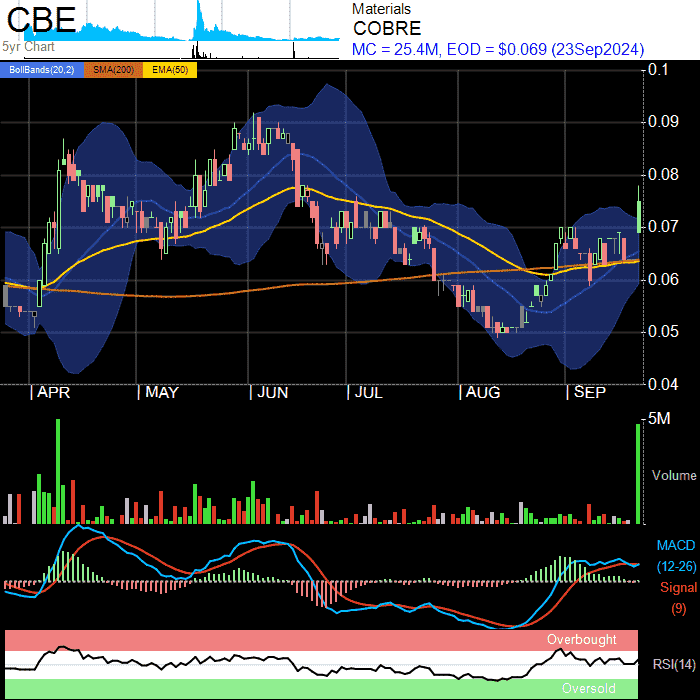 CBE
Materials
COBRE
MC = 25.4M, EOD = $0.069 (23Sep2024)
5yr Chart
BollBands(20,2) SMA(200) EMA(50)
0.1
0.09
0.08
0.07
0.06
0.05
0.04
APR MAY JUN JUL AUG SEP
5M
Volume
MACD
(12-26)
Signal
(9)
Overbought
RSI(14)
Oversold